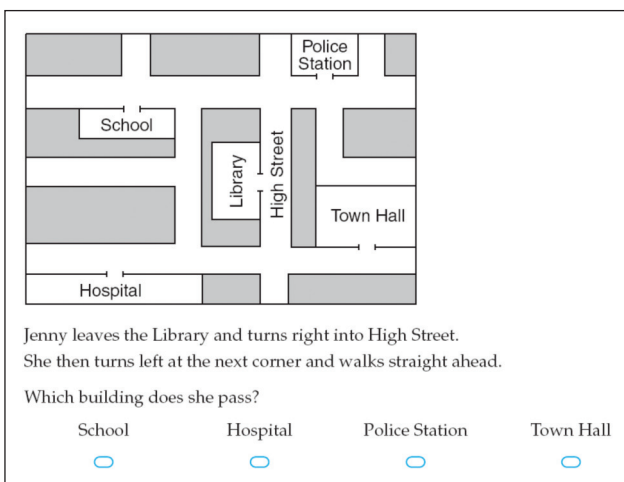 Police
Station
School
Library
High Street
Town Hall
Hospital
Jenny leaves the Library and turns right into High Street.
She then turns left at the next corner and walks straight ahead.
Which building does she pass?
School Hospital Police Station Town Hall